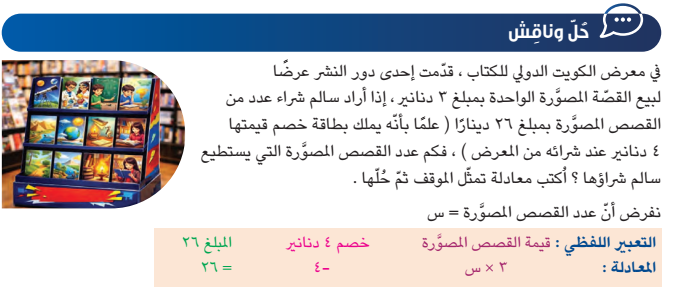 حُلّ وناقِش
في معرض الكويت الدولي للكتاب ، قدّمت إحدى دور النشر عرضًا
لبيع القصّة المصوَّرة الواحدة بمبلغ ٣ دنانير ، إذا أراد سالم شراء عدد من
القصص المصوَّرة بمبلغ ٢٦ دينارًا ( علمًا بأنّه يملك بطاقة خصم قيمتها
٤ دنانير عند شرائه من المعرض ) ، فكم عدد القصص المصوَّرة التي يستطيع
سالم شراؤها ؟ أكتب معادلة تمثّل الموقف ثمّ حُلّها .
نفرض أنّ عدد القصص المصوَّرة = س
التعبير اللفظي : قيمة القصص المصوَّرة خصم ٤ دنانير المبلغ ٢٦
المعادلة : ٣ × س −٤ = ٢٦